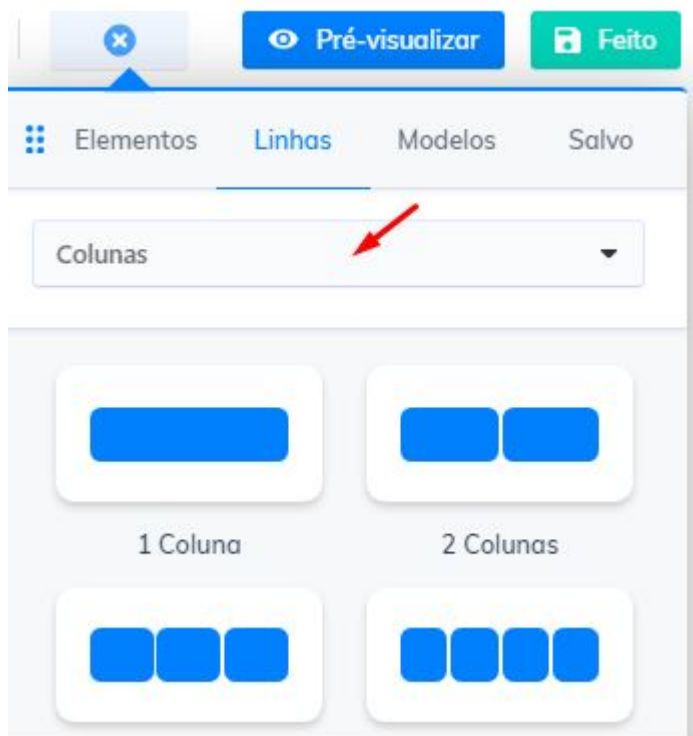 Pré-visualizar Feito
Elementos Linhas Modelos Salvo
Colunas
1 Coluna 2 Colunas